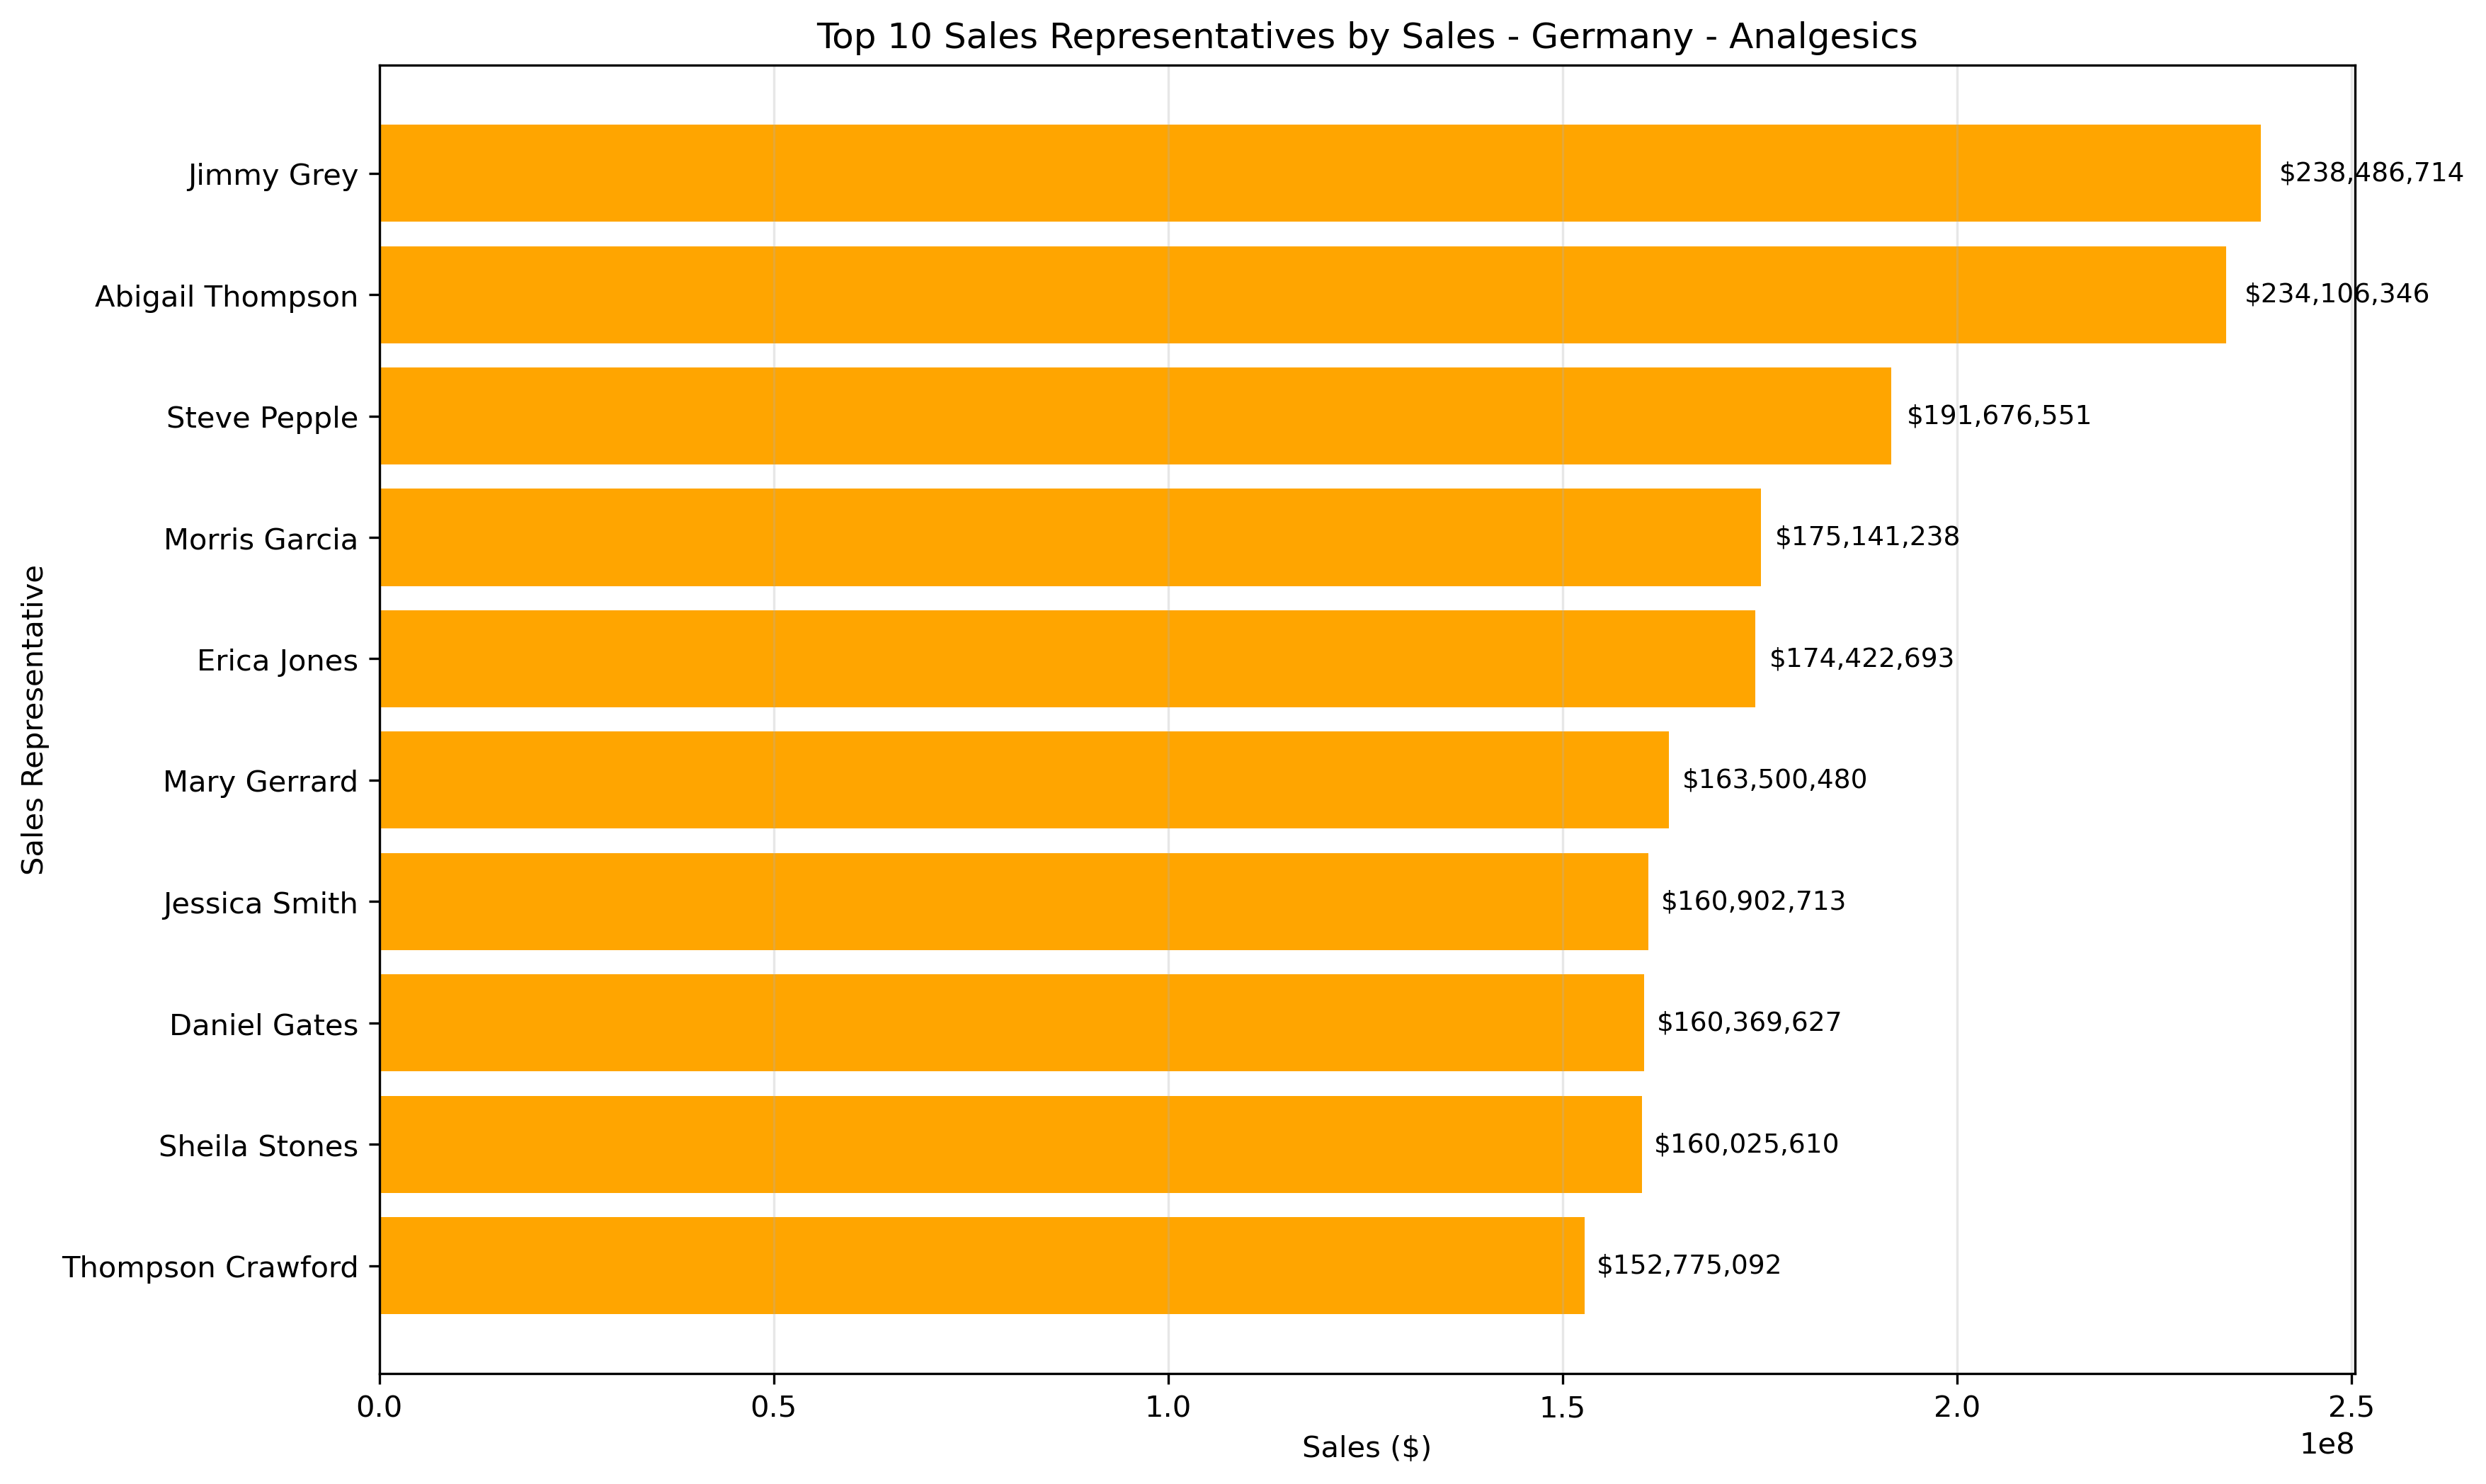 Top 10 Sales Representatives by Sales - Germany - Analgesics
Sales Representative
Jimmy Grey $238,486,714
Abigail Thompson $234,106,346
Steve Pepple $191,676,551
Morris Garcia $175,141,238
Erica Jones $174,422,693
Mary Gerrard $163,500,480
Jessica Smith $160,902,713
Daniel Gates $160,369,627
Sheila Stones $160,025,610
Thompson Crawford $152,775,092
0.0 0.5 1.0 1.5 2.0 2.5
1e8
Sales ($)